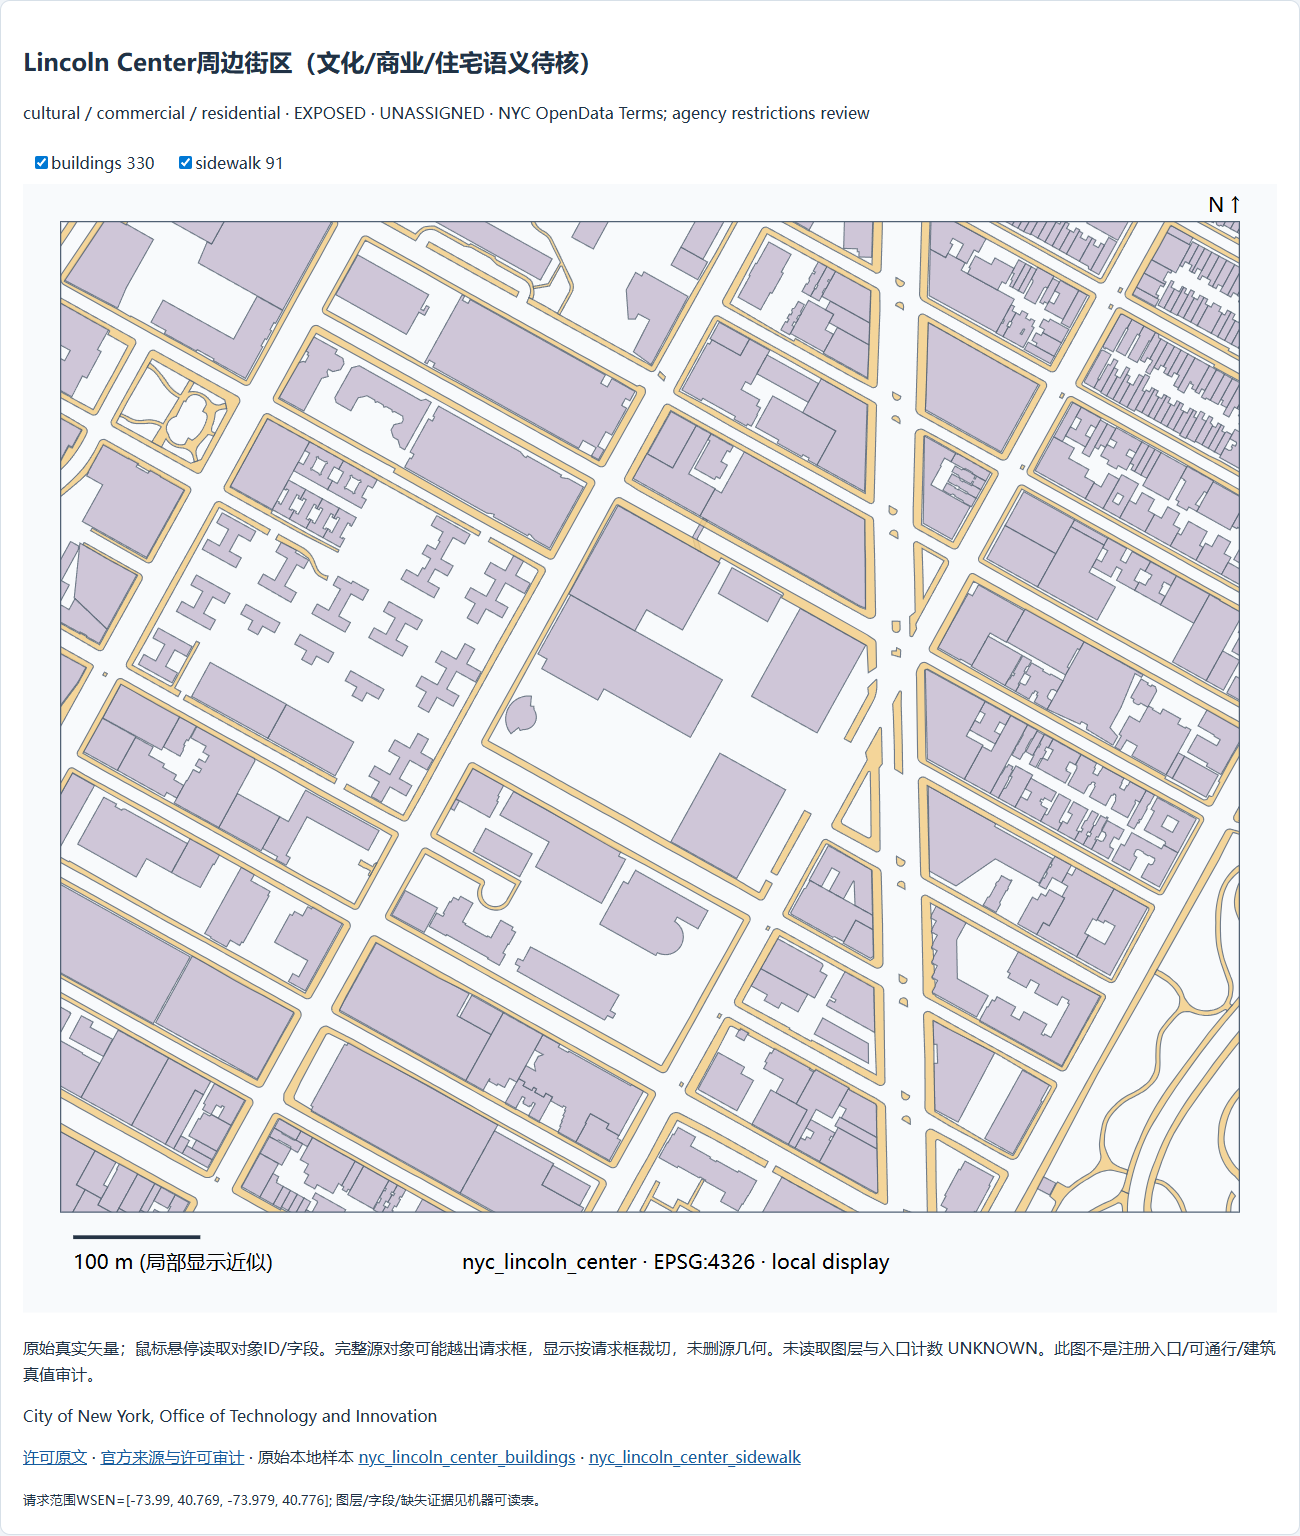 Lincoln Center周边街区（文化/商业/住宅语义待核）
cultural / commercial / residential · EXPOSED · UNASSIGNED · NYC OpenData Terms; agency restrictions review
buildings 330 sidewalk 91
N ↑
100 m (局部显示近似)
nyc_lincoln_center · EPSG:4326 · local display
原始真实矢量；鼠标悬停读取对象ID/字段。完整源对象可能越出请求框，显示按请求框裁切，未删源几何。未读取图层与入口计数 UNKNOWN。此图不是注册入口/可通行/建筑
真值审计。
City of New York, Office of Technology and Innovation
许可原文 · 官方来源与许可审计 · 原始本地样本 nyc_lincoln_center_buildings · nyc_lincoln_center_sidewalk
请求范围WSEN=[-73.99, 40.769, -73.979, 40.776]; 图层/字段/缺失证据见机器可读表。